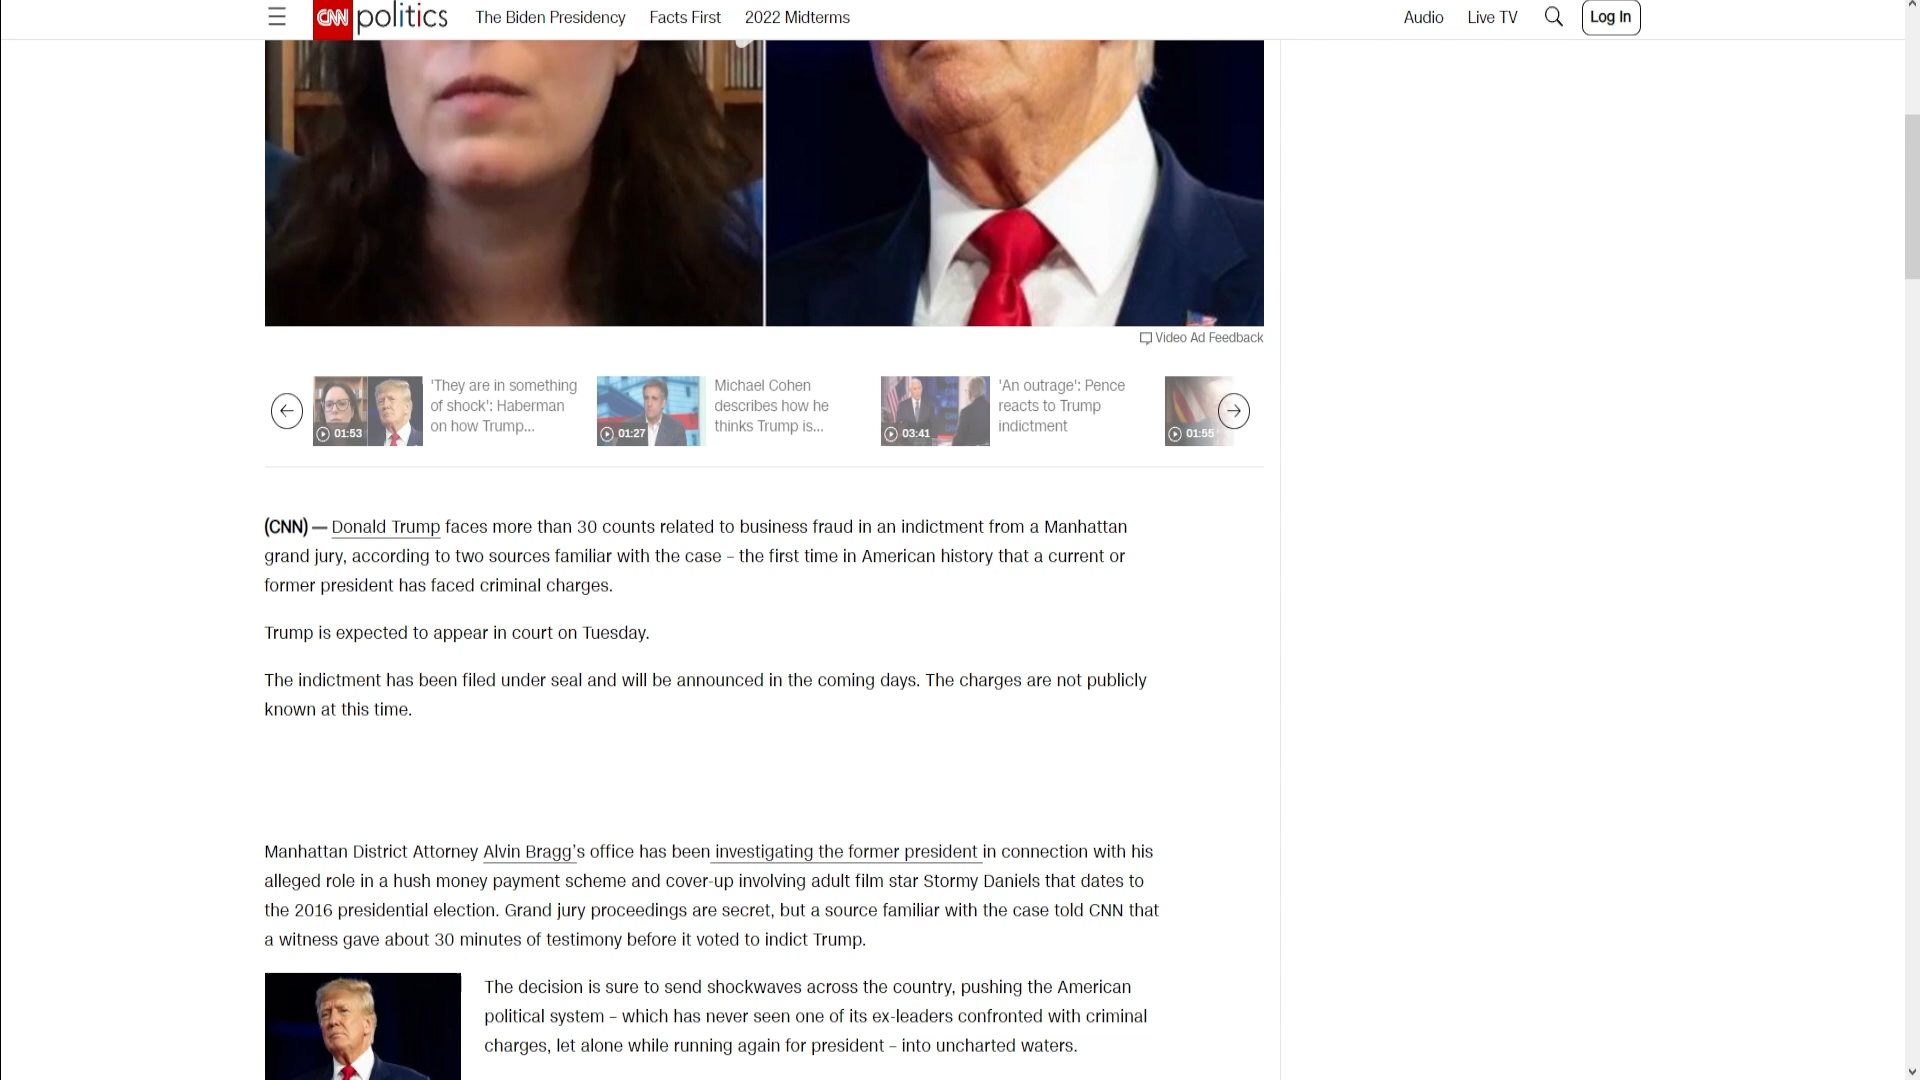 CNN politics The Biden Presidency Facts First 2022 Midterms Audio Live TV Log In
Video Ad Feedback
'They are in something
of shock': Haberman
on how Trump...
01:53
Michael Cohen
describes how he
thinks Trump is...
01:27
'An outrage': Pence
reacts to Trump
indictment
03:41
01:55
(CNN) — Donald Trump faces more than 30 counts related to business fraud in an indictment from a Manhattan
grand jury, according to two sources familiar with the case – the first time in American history that a current or
former president has faced criminal charges.
Trump is expected to appear in court on Tuesday.
The indictment has been filed under seal and will be announced in the coming days. The charges are not publicly
known at this time.
Manhattan District Attorney Alvin Bragg's office has been investigating the former president in connection with his
alleged role in a hush money payment scheme and cover-up involving adult film star Stormy Daniels that dates to
the 2016 presidential election. Grand jury proceedings are secret, but a source familiar with the case told CNN that
a witness gave about 30 minutes of testimony before it voted to indict Trump.
The decision is sure to send shockwaves across the country, pushing the American
political system – which has never seen one of its ex-leaders confronted with criminal
charges, let alone while running again for president – into uncharted waters.